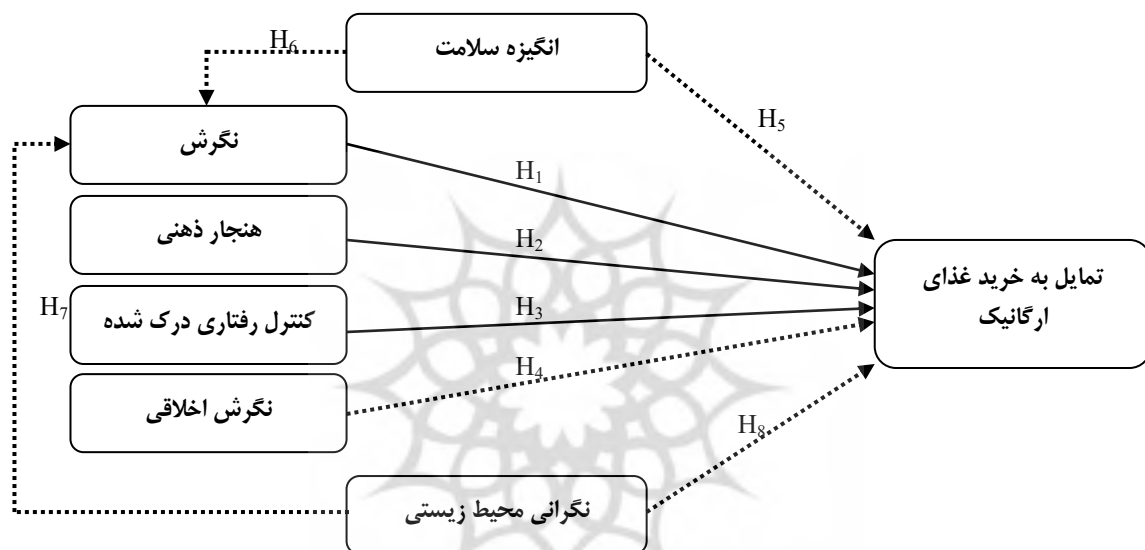 انگیزه سلامت
H6
H5
نگرش
H1
هنجار ذهنی
H2
تمایل به خرید غذای
ارگانیک
H7
کنترل رفتاری درک شده
H3
H4
نگرش اخلاقی
H8
نگرانی محیط زیستی